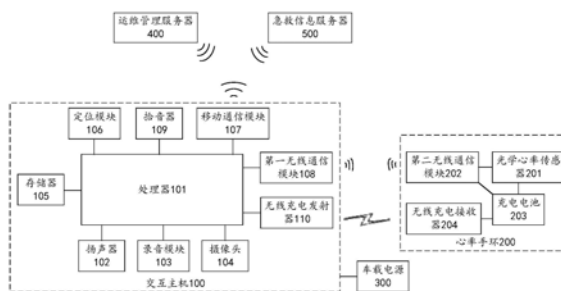 运维管理服务器
400
急救信息服务器
500
定位模块
106
拾音器
109
移动通信模块
107
存储器
105
处理器101
第一无线通信
模块108
无线充电发射
器110
扬声器
102
录音模块
103
摄像头
104
交互主机100
车载电源
300
第二无线通信
模块202
光学心率传感
器201
无线充电接收
器204
充电电池
203
心率手环200